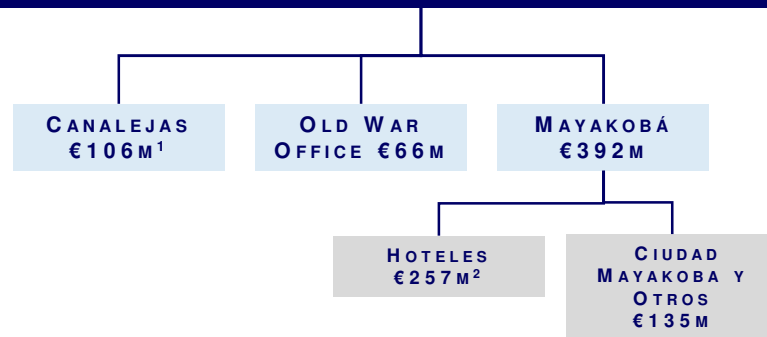 CANALEJAS
€106M¹
OLD WAR
OFFICE €66M
MAYAKOBÁ
€392M
HOTELES
€257M²
CIUDAD
MAYAKOBA Y
OTROS
€135M